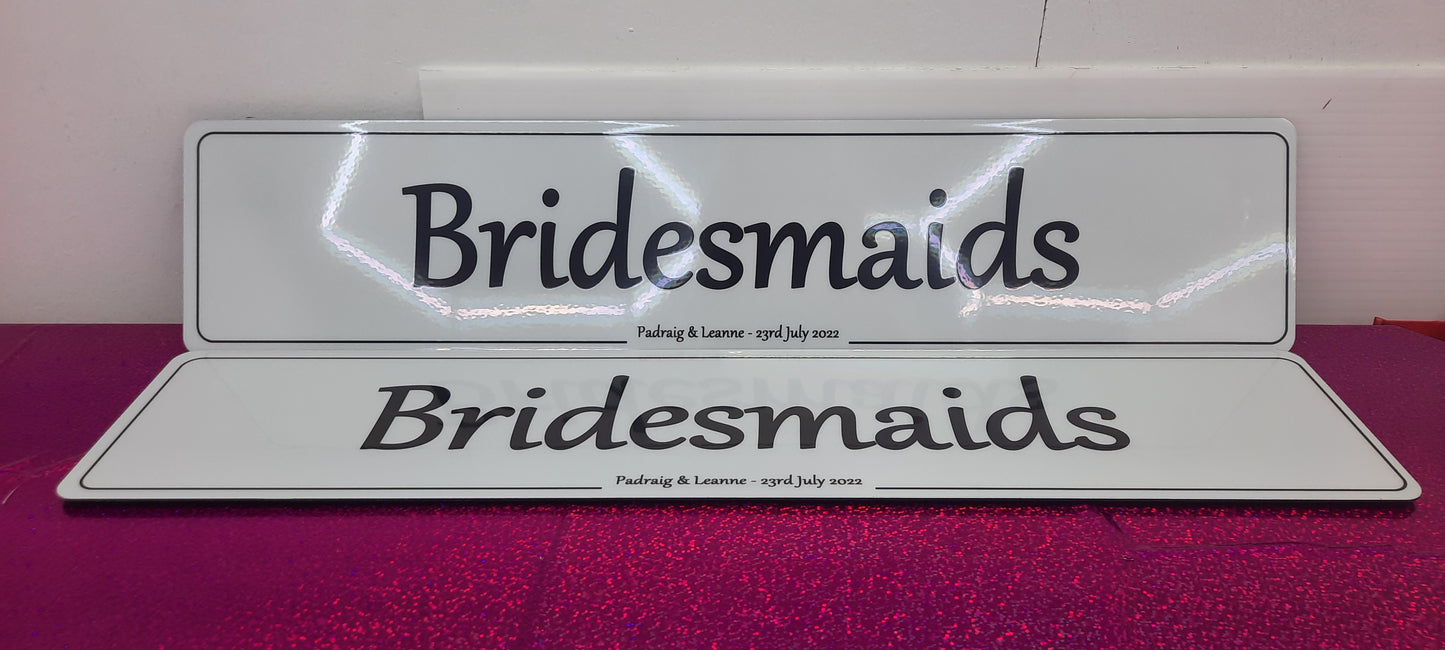 Bridesmaids
Padraig & Leanne - 23rd July 2022
Bridesmaids
Padraig & Leanne - 23rd July 2022